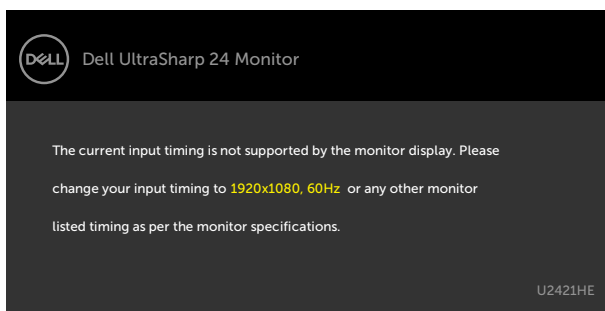 DELL
Dell UltraSharp 24 Monitor
The current input timing is not supported by the monitor display. Please
change your input timing to 1920x1080, 60Hz or any other monitor
listed timing as per the monitor specifications.
U2421HE